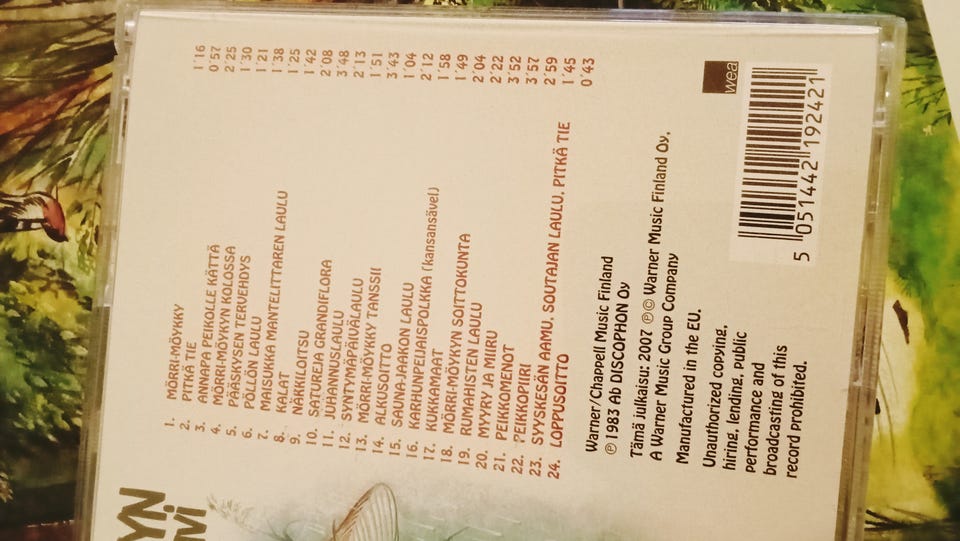 YN
IVI
1. MÖRRI-MÖYKKY 1'16
2. PITKÄ TIE 0'57
3. ANNAPA PEIKOLLE KÄTTÄ 2'25
4. MÖRRI-MÖYKYN KOLOSSA 1'30
5. PÄÄSKYSEN TERVEHDYS 1'21
6. PÖLLÖN LAULU 1'38
7. MAISUKKA MANTELITTAREN LAULU 1'25
8. KALAT 1'42
9. NÄKKILOITSU 2'08
10. SATUREJA GRANDIFLORA 3'48
11. JUHANNUSLAULU 2'13
12. SYNTYMÄPÄIVÄLAULU 1'51
13. MÖRRI-MÖYKKY TANSSII 3'43
14. ALKUSOITTO 1'04
15. SAUNA-JAAKON LAULU 2'12
16. KARHUNPEIJAISPOLKKA (kansansävel) 1'58
17. KUKKAMAAT 1'49
18. MÖRRI-MÖYKYN SOITTOKUNTA 2'04
19. RUMAHISTEN LAULU 2'22
20. MYYRY JA MIIRU 3'52
21. PEIKKOMENOT 3'57
22. PEIKKOPIIRI 2'59
23. SYYSKESÄN AAMU, SOUTAJAN LAULU, PITKÄ TIE 1'45
24. LOPPUSOITTO 0'43
Warner/Chappell Music Finland
℗ 1983 Ab DISCOPHON Oy
Tämä julkaisu: 2007 ℗© Warner Music Finland Oy,
A Warner Music Group Company
Manufactured in the EU.
Unauthorized copying,
hiring, lending, public
performance and
broadcasting of this
record prohibited.
wea
5 051442 192421